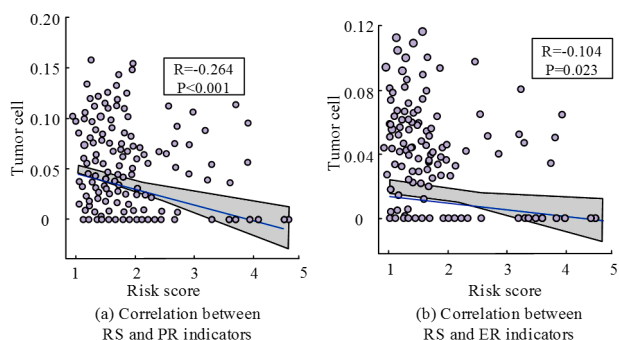 0.20
0.15
0.10
0.05
0
Tumor cell
R=-0.264
P<0.001
1 2 3 4 5
Risk score
(a) Correlation between
RS and PR indicators
0.12
0.08
0.04
0
Tumor cell
R=-0.104
P=0.023
1 2 3 4 5
Risk score
(b) Correlation between
RS and ER indicators